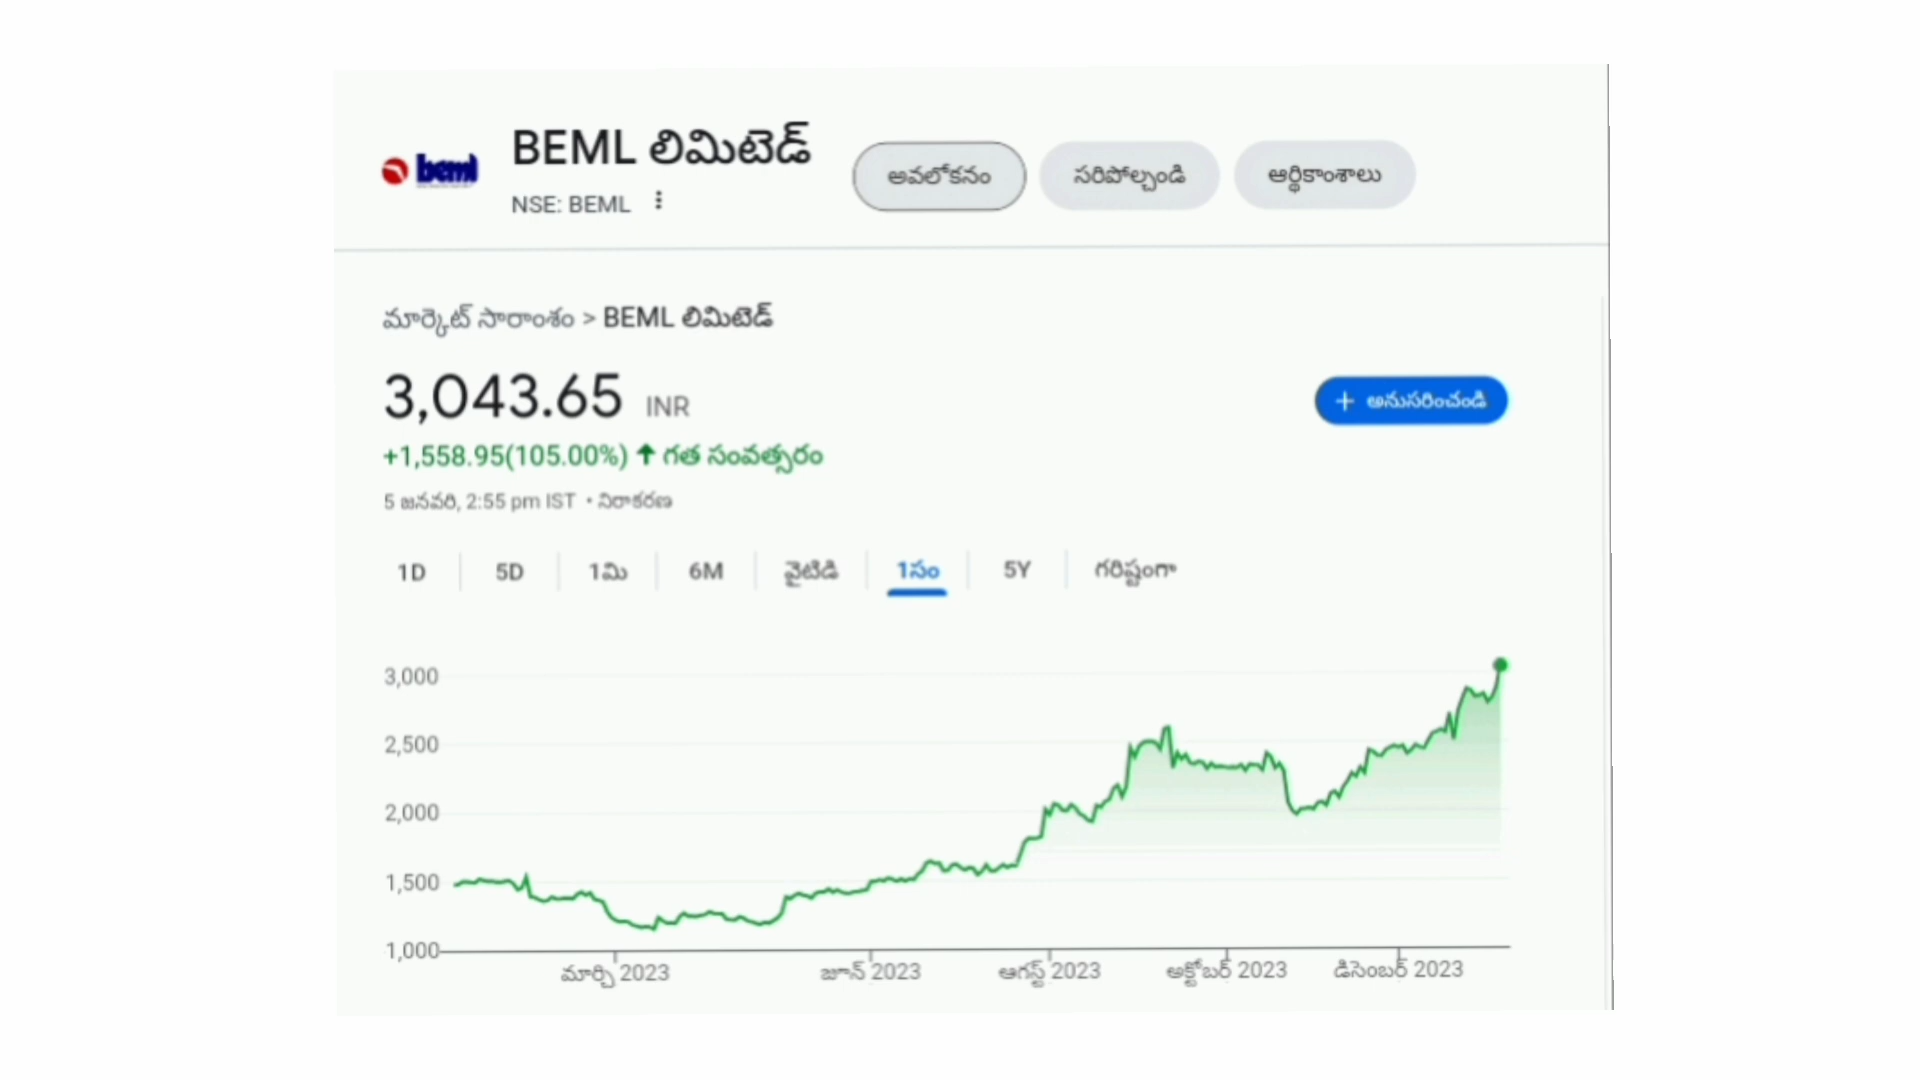 beml
BEML లిమిటెడ్
NSE: BEML
అవలోకనం
సరిపోల్చండి
ఆర్థికాంశాలు
మార్కెట్ సారాంశం > BEML లిమిటెడ్
3,043.65 INR
+ అనుసరించండి
+1,558.95(105.00%) ↑ గత సంవత్సరం
5 జనవరి, 2:55 pm IST • నిరాకరణ
1D 5D 1మి 6M వైటిడి 1సం 5Y గరిష్టంగా
3,000
2,500
2,000
1,500
1,000
మార్చి 2023 జూన్ 2023 ఆగస్ట్ 2023 అక్టోబర్ 2023 డిసెంబర్ 2023